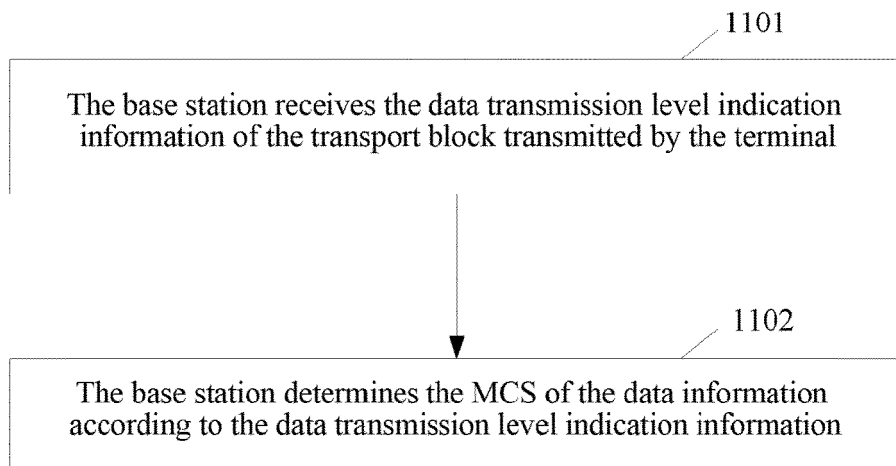 1101
The base station receives the data transmission level indication
information of the transport block transmitted by the terminal
1102
The base station determines the MCS of the data information
according to the data transmission level indication information